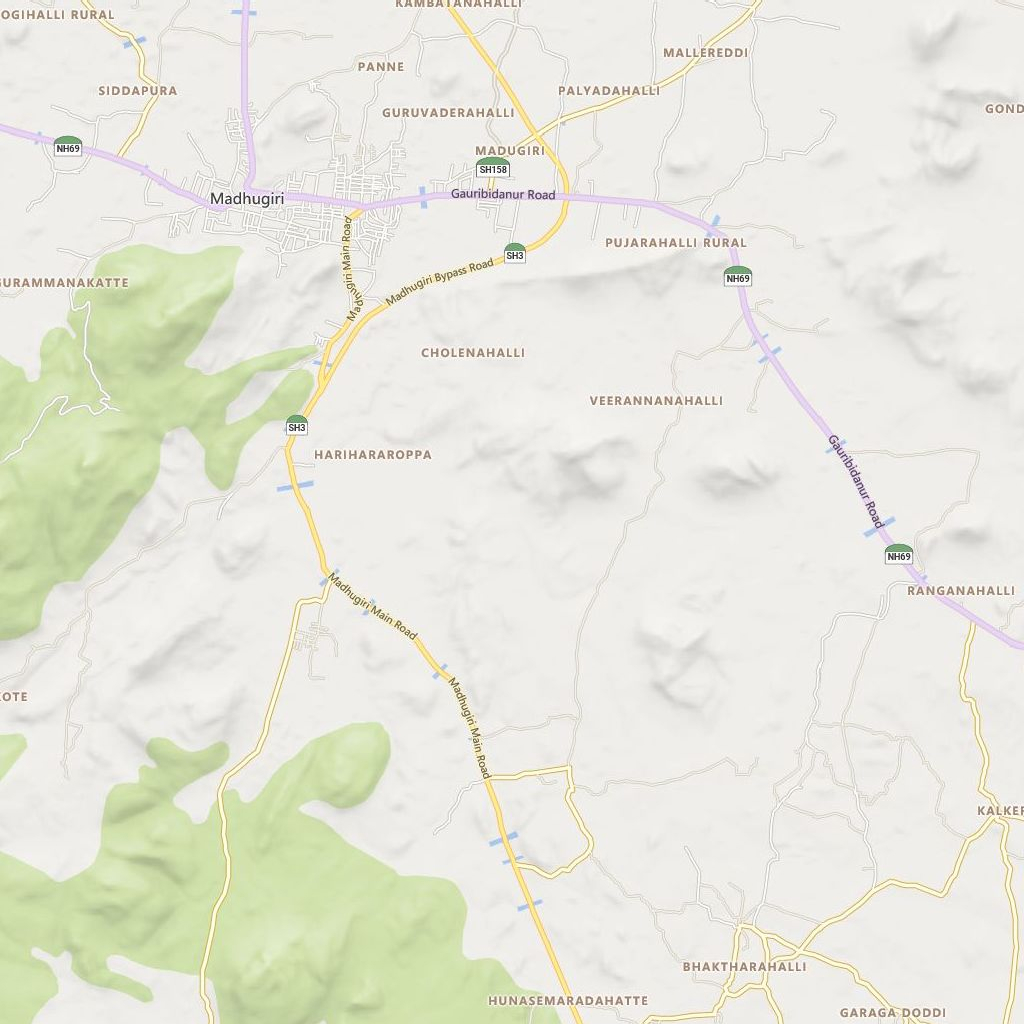 KAMBATANAHALLI
OGIHALLI RURAL
MALLEREDDI
PANNE
SIDDAPURA
PALYADAHALLI
GURUVADERAHALLI
GOND
NH69
MADUGIRI
SH158
Madhugiri
Gauribidanur Road
PUJARAHALLI RURAL
SH3
Madhugiri Main Road
Madhugiri Bypass Road
NH69
GURAMMANAKATTE
CHOLENAHALLI
VEERANNANAHALLI
SH3
HARIHARAROPPA
Gauribidanur Road
NH69
RANGANAHALLI
Madhugiri Main Road
KOTE
Madhugiri Main Road
KALKER
BHAKTHARAHALLI
HUNASEMARADAHATTE
GARAGA DODDI